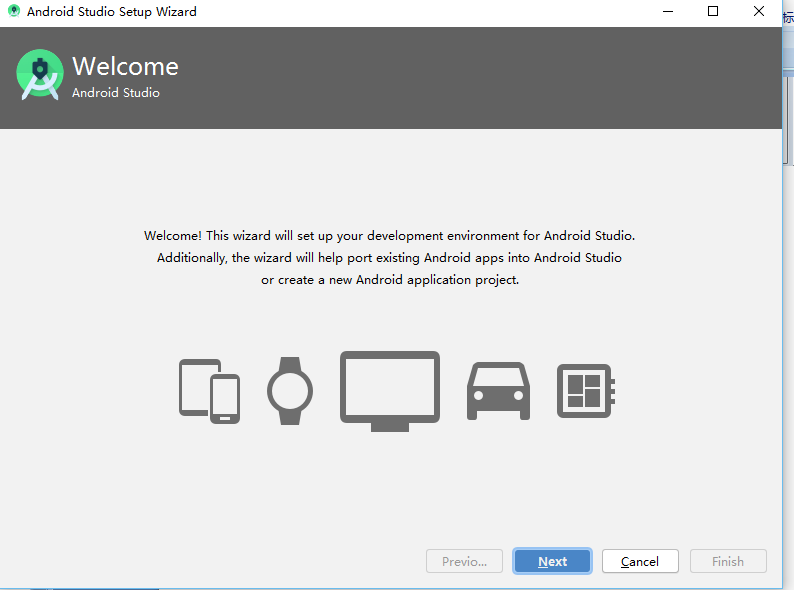 Android Studio Setup Wizard
标
Welcome
Android Studio
Welcome! This wizard will set up your development environment for Android Studio.
Additionally, the wizard will help port existing Android apps into Android Studio
or create a new Android application project.
Previo...
Next
Cancel
Finish